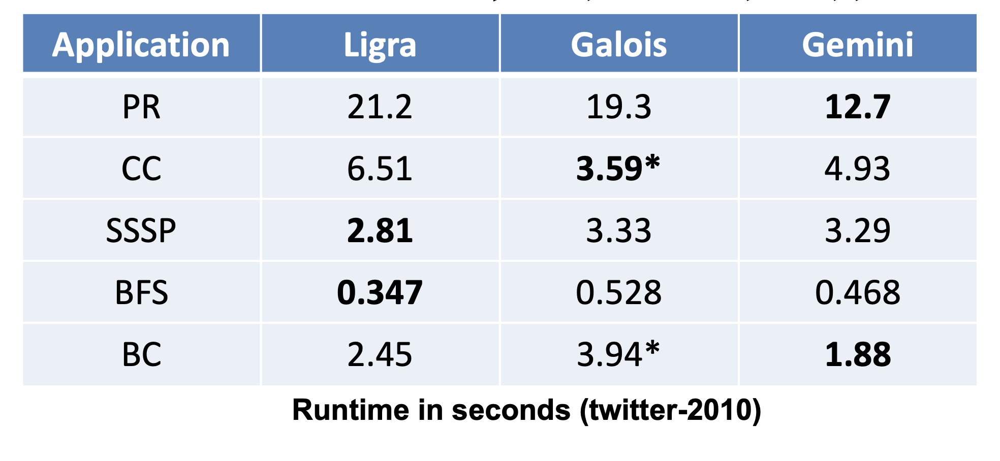 Application Ligra Galois Gemini
PR 21.2 19.3 12.7
CC 6.51 3.59* 4.93
SSSP 2.81 3.33 3.29
BFS 0.347 0.528 0.468
BC 2.45 3.94* 1.88
Runtime in seconds (twitter-2010)